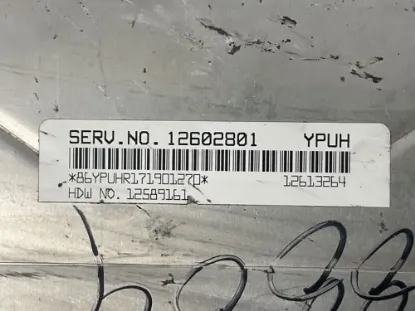 SERV.NO. 12602801 YPUH
*86YPUHR171901270* 12613264
HDW NO. 12589161